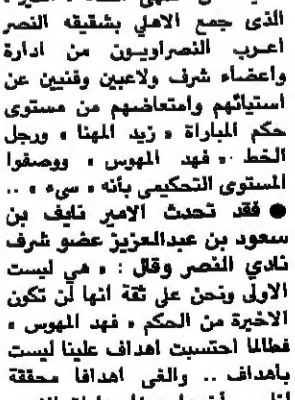 الذى جمع الاهلي بشقيقه النصر
اعرب النصراويون من ادارة
واعضاء شرف ولاعبين وفنيين عن
استيائهم وامتعاضهم من مستوى
حكم المباراة « زيد المهنا » ورجل
الخط « فهد المهوس » ووصفوا
المستوى التحكيمى بأنه « سىء » ..
● فقد تحدث الامير نايف بن
سعود بن عبدالعزيز عضو شرف
نادي النصر وقال : « هي ليست
الاولى ونحن على ثقة انها لن تكون
الاخيرة من الحكم « فهد المهوس »
فطالما احتسبت اهداف علينا ليست
باهداف .. والغى اهدافا محققة